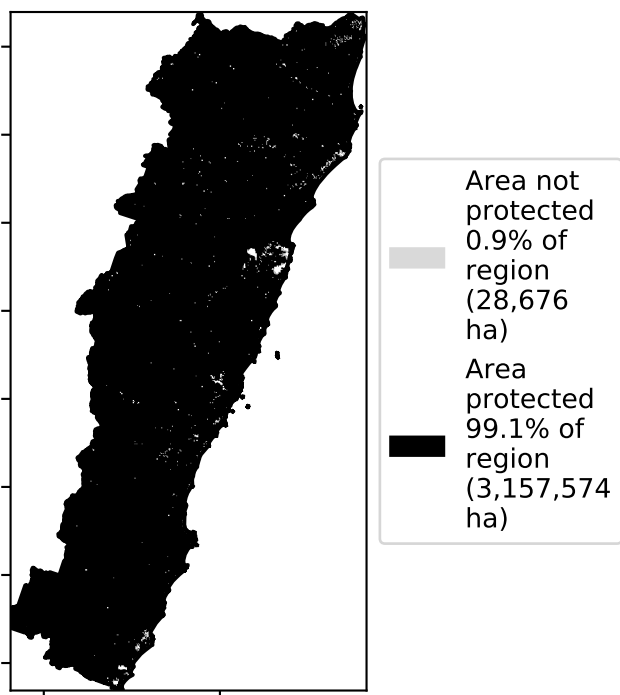 Area not
protected
0.9% of
region
(28,676
ha)
Area
protected
99.1% of
region
(3,157,574
ha)